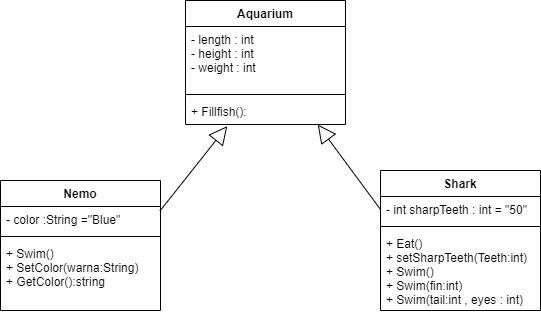 Aquarium
- length : int
- height : int
- weight : int
+ Fillfish():
Nemo
- color :String ="Blue"
+ Swim()
+ SetColor(warna:String)
+ GetColor():string
Shark
- int sharpTeeth : int = "50"
+ Eat()
+ setSharpTeeth(Teeth:int)
+ Swim()
+ Swim(fin:int)
+ Swim(tail:int , eyes : int)